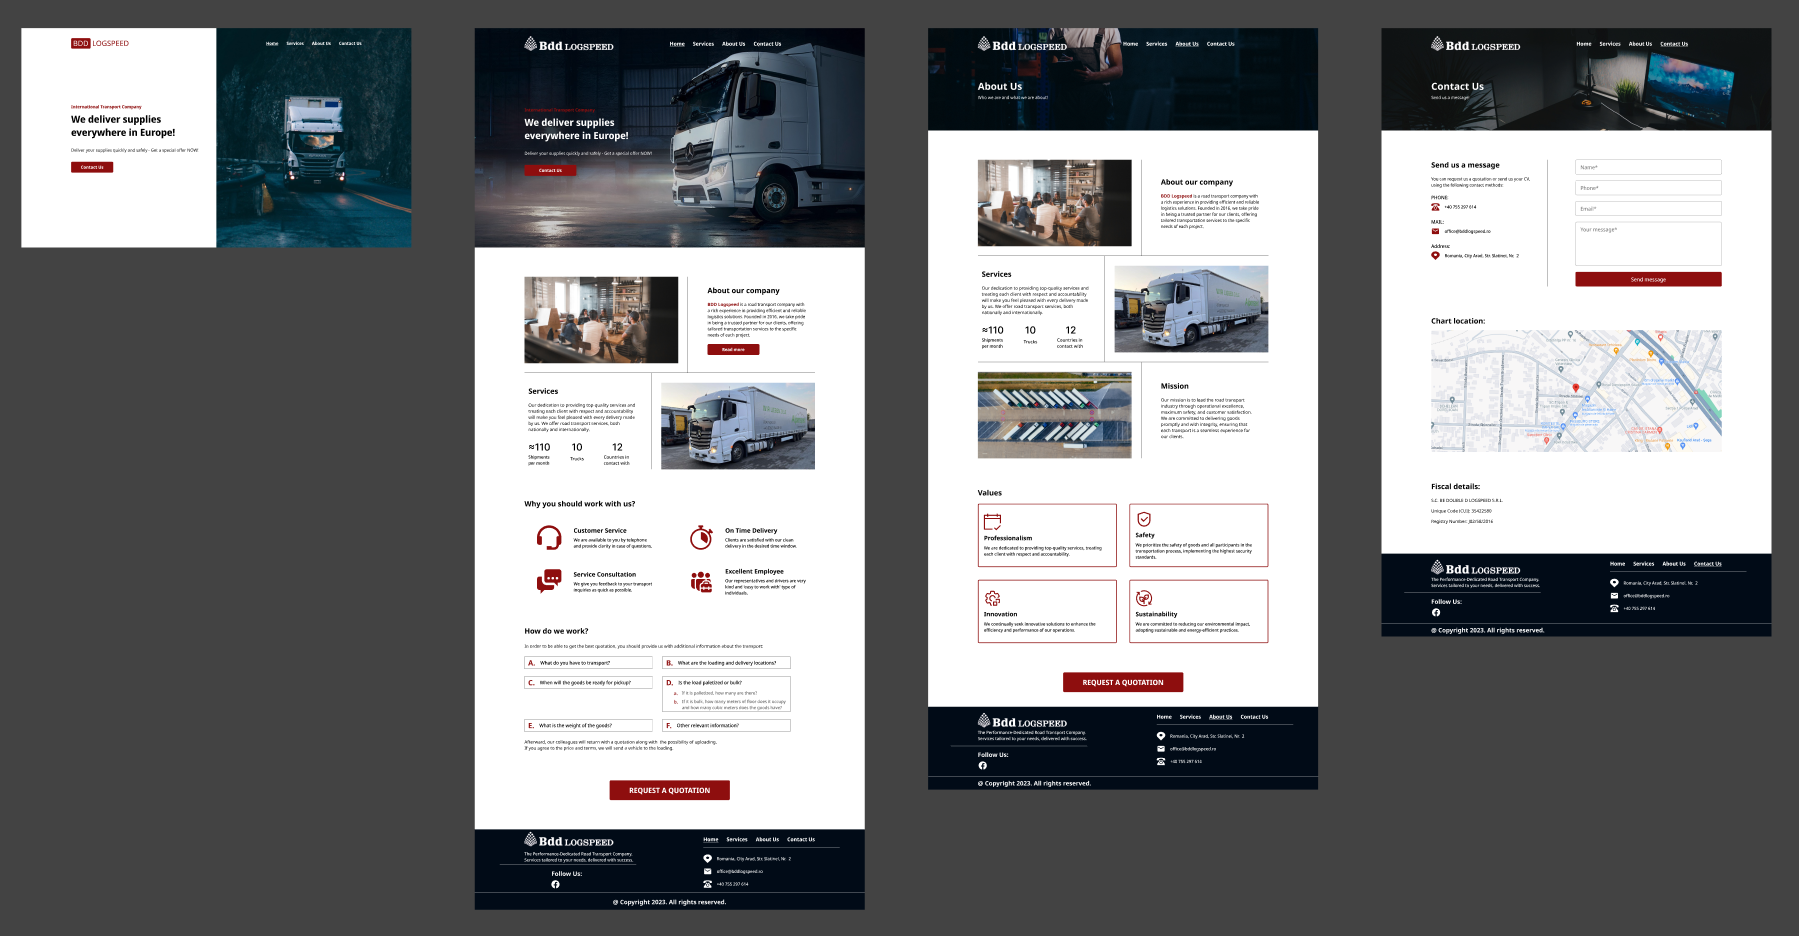 BDD LOGSPEED
Home Services About Us Contact Us
International Transport Company
We deliver supplies
everywhere in Europe!
Deliver your supplies quickly and safely - Get a special offer NOW!
Contact Us
Bdd LOGSPEED
Home Services About Us Contact Us
International Transport Company
We deliver supplies
everywhere in Europe!
Deliver your supplies quickly and safely - Get a special offer NOW!
Contact Us
About our company
BDD Logspeed is a road transport company with
a rich experience in providing efficient and reliable
logistics solutions. Founded in 2016, we take pride
in being a trusted partner for our clients, offering
tailored transportation services to the specific
needs of each project.
Read more
Services
Our dedication to providing top-quality services and
treating each client with respect and accountability
will make you feel pleased with every delivery made
by us. We offer road transport services, both
nationally and internationally.
≈110 10 12
Shipments
per month
Trucks
Countries in
contact with
Why you should work with us?
Customer Service
We are available to you by telephone
and provide clarity in case of questions.
On Time Delivery
Clients are satisfied with our clean
delivery in the desired time window.
Service Consultation
We give you feedback to your transport
inquiries as quick as possible.
Excellent Employee
Our representatives and drivers are very
kind and 'easy to work with' type of
individuals.
How do we work?
In order to be able to get the best quotation, you should provide us with additional information about the transport:
A. What do you have to transport?
B. What are the loading and delivery locations?
C. When will the goods be ready for pickup?
D. Is the load paletized or bulk?
a. If it is palletized, how many are there?
b. If it is bulk, how many meters of floor does it occupy
and how many cubic meters does the goods have?
E. What is the weight of the goods?
F. Other relevant information?
Afterward, our colleagues will return with a quotation along with the possibility of uploading.
If you agree to the price and terms, we will send a vehicle to the loading.
REQUEST A QUOTATION
Bdd LOGSPEED
The Performance-Dedicated Road Transport Company.
Services tailored to your needs, delivered with success.
Follow Us:
Home Services About Us Contact Us
Romania, City Arad, Str. Slatinei, Nr. 2
office@bddlogspeed.ro
+40 755 297 614
@ Copyright 2023. All rights reserved.
Bdd LOGSPEED
Home Services About Us Contact Us
About Us
Who we are and what we are about!
About our company
BDD Logspeed is a road transport company with
a rich experience in providing efficient and reliable
logistics solutions. Founded in 2016, we take pride
in being a trusted partner for our clients, offering
tailored transportation services to the specific
needs of each project.
Services
Our dedication to providing top-quality services and
treating each client with respect and accountability
will make you feel pleased with every delivery made
by us. We offer road transport services, both
nationally and internationally.
≈110 10 12
Shipments
per month
Trucks
Countries in
contact with
Mission
Our mission is to lead the road transport
industry through operational excellence,
maximum safety, and customer satisfaction.
We are committed to delivering goods
promptly and with integrity, ensuring that
each transport is a seamless experience for
our clients.
Values
Professionalism
We are dedicated to providing top-quality services, treating
each client with respect and accountability.
Safety
We prioritize the safety of goods and all participants in the
transportation process, implementing the highest security
standards.
Innovation
We continually seek innovative solutions to enhance the
efficiency and performance of our operations.
Sustainability
We are committed to reducing our environmental impact,
adopting sustainable and energy-efficient practices.
REQUEST A QUOTATION
Bdd LOGSPEED
The Performance-Dedicated Road Transport Company.
Services tailored to your needs, delivered with success.
Follow Us:
Home Services About Us Contact Us
Romania, City Arad, Str. Slatinei, Nr. 2
office@bddlogspeed.ro
+40 755 297 614
@ Copyright 2023. All rights reserved.
Bdd LOGSPEED
Home Services About Us Contact Us
Contact Us
Send us a message!
Send us a message
You can request us a quotation or send us your CV,
using the following contact methods:
PHONE:
+40 755 297 614
MAIL:
office@bddlogspeed.ro
Address:
Romania, City Arad, Str. Slatinei, Nr. 2
Name*
Phone*
Email*
Your message*
Send message
Chart location:
Fiscal details:
S.C. BE DOUBLE D LOGSPEED S.R.L.
Unique Code (CUI): 35422580
Registry Number: J02/58/2016
Bdd LOGSPEED
The Performance-Dedicated Road Transport Company.
Services tailored to your needs, delivered with success.
Follow Us:
Home Services About Us Contact Us
Romania, City Arad, Str. Slatinei, Nr. 2
office@bddlogspeed.ro
+40 755 297 614
@ Copyright 2023. All rights reserved.